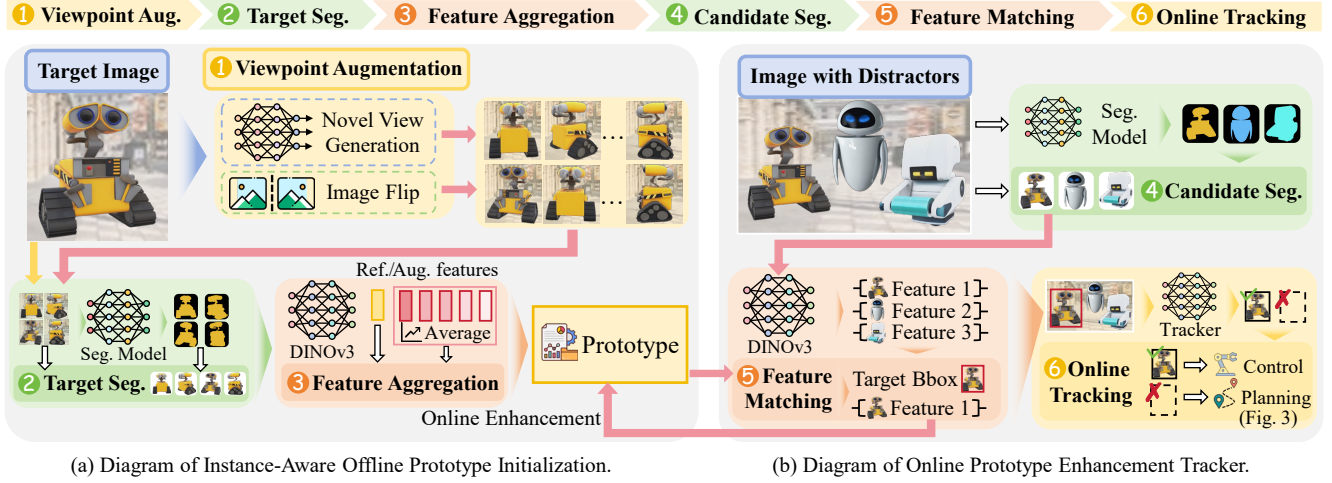 1 Viewpoint Aug.
2 Target Seg.
3 Feature Aggregation
4 Candidate Seg.
5 Feature Matching
6 Online Tracking
Target Image
1 Viewpoint Augmentation
Novel View
Generation
Image Flip
...
...
Seg. Model
2 Target Seg.
Ref./Aug. features
Average
DINOv3
3 Feature Aggregation
Prototype
Online Enhancement
(a) Diagram of Instance-Aware Offline Prototype Initialization.
Image with Distractors
Seg.
Model
4 Candidate Seg.
DINOv3
Feature 1
Feature 2
Feature 3
5 Feature
Matching
Target Bbox
Feature 1
Tracker
6 Online
Tracking
Control
Planning
(Fig. 3)
(b) Diagram of Online Prototype Enhancement Tracker.